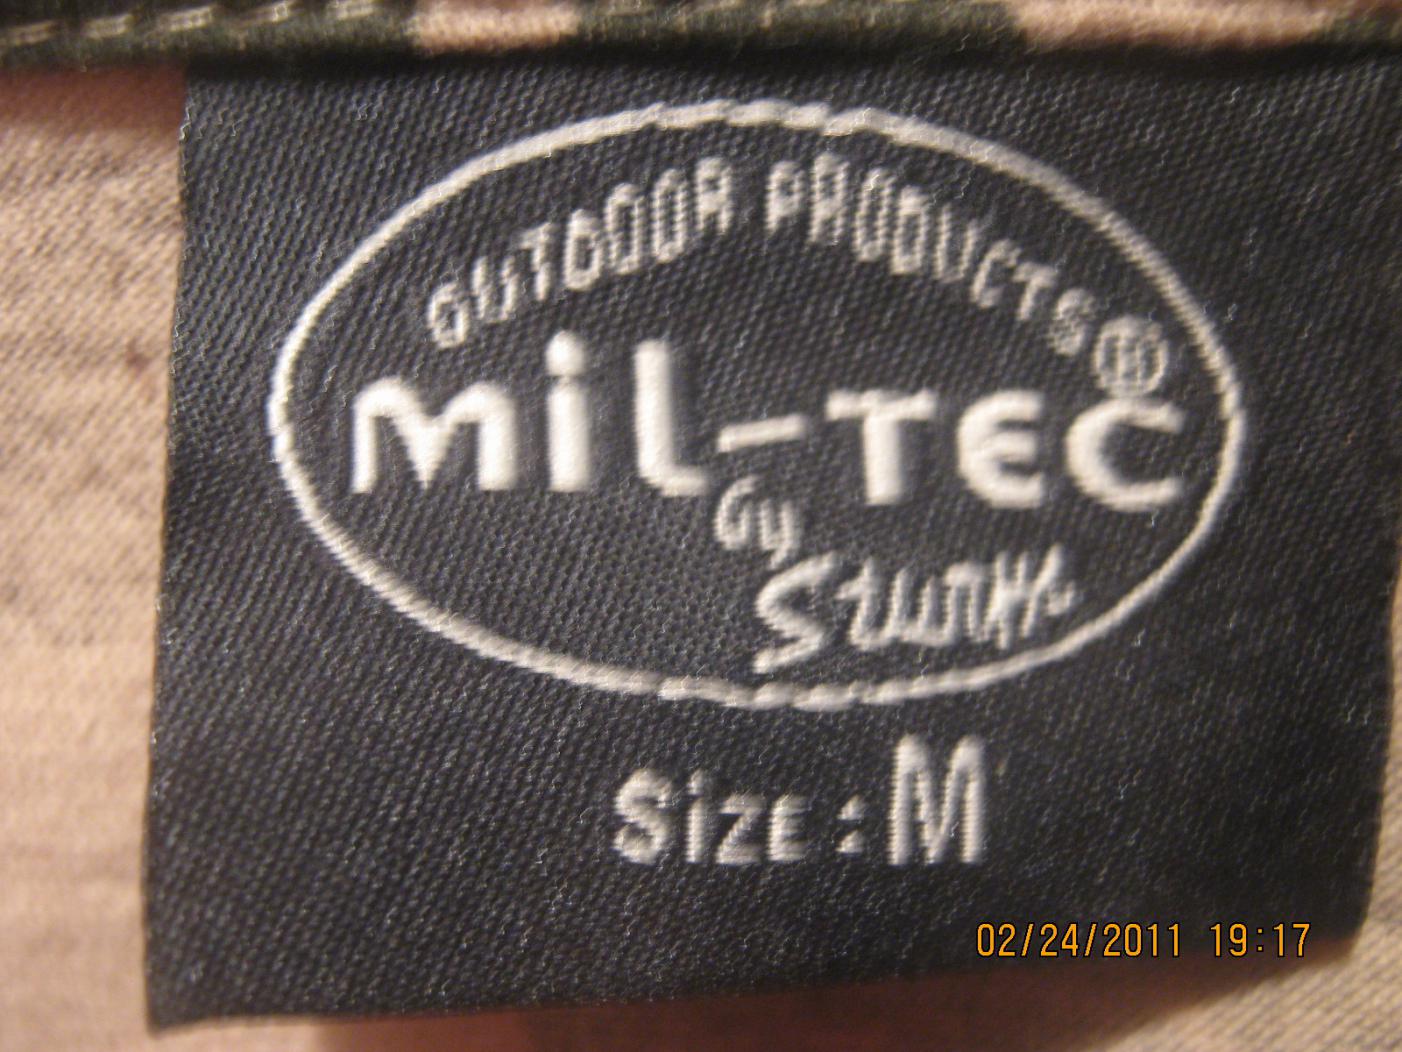 OUTDOOR PRODUCTS®
MiL-TEC
By
STURM
SiZE : M
02/24/2011 19:17